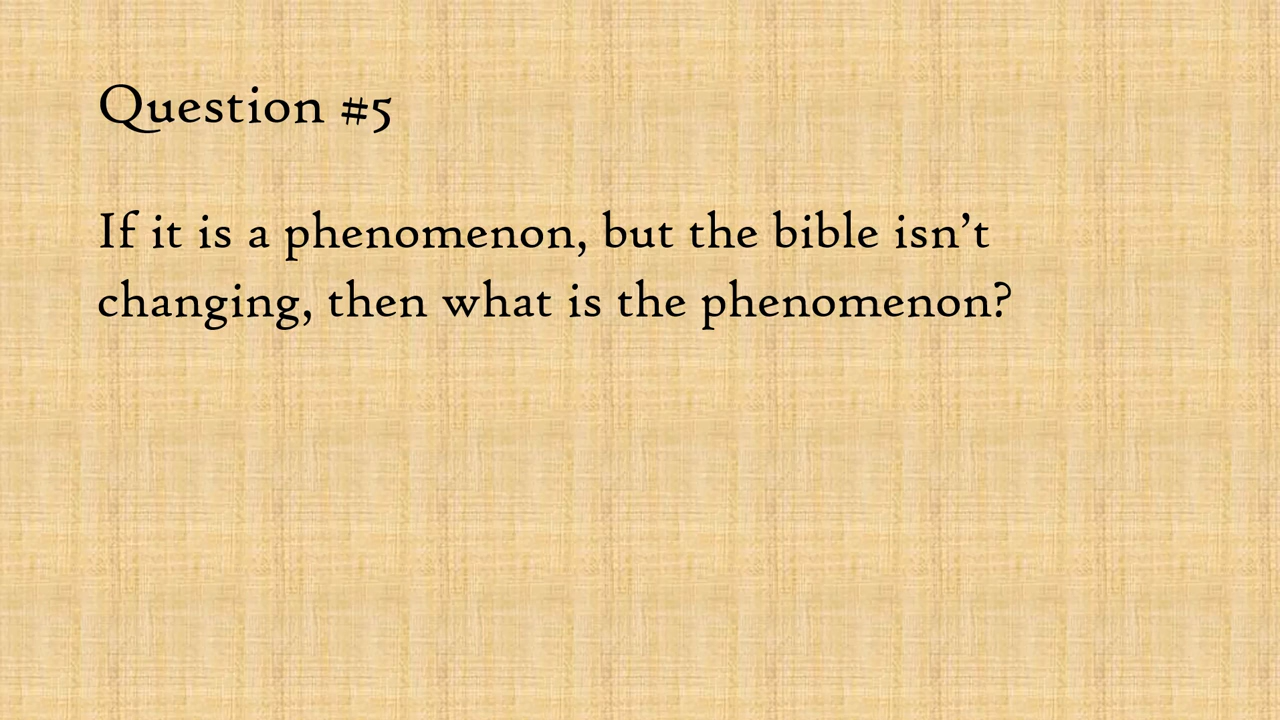 Question #5
If it is a phenomenon, but the bible isn’t
changing, then what is the phenomenon?